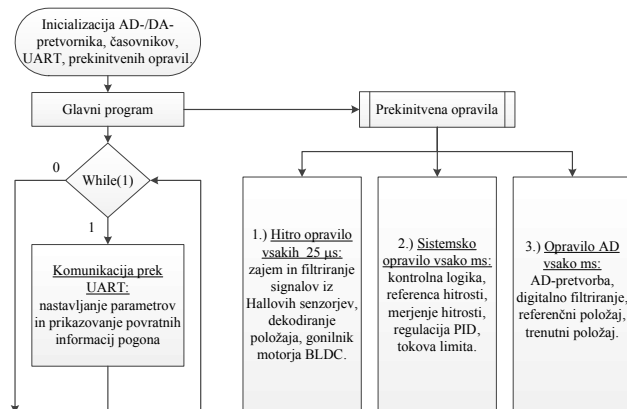 Inicializacija AD-/DA-
pretvornika, časovnikov,
UART, prekinitvenih opravil.
Glavni program
Prekinitvena opravila
0
While(1)
1
Komunikacija prek
UART:
nastavljanje parametrov
in prikazovanje povratnih
informacij pogona
1.) Hitro opravilo
vsakih 25 µs:
zajem in filtriranje
signalov iz
Hallovih senzorjev,
dekodiranje
položaja, gonilnik
motorja BLDC.
2.) Sistemsko
opravilo vsako ms:
kontrolna logika,
referenca hitrosti,
merjenje hitrosti,
regulacija PID,
tokova limita.
3.) Opravilo AD
vsako ms:
AD-pretvorba,
digitalno filtriranje,
referenčni položaj,
trenutni položaj.